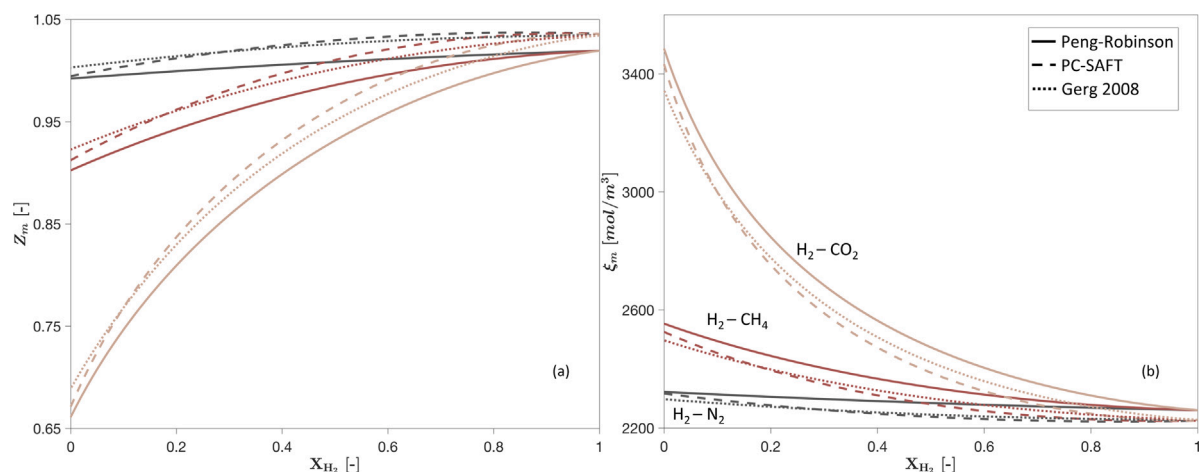 1.05
0.95
0.85
0.75
0.65
Z_m [-]
0
0.2
0.4
0.6
0.8
1
X_H₂ [-]
(a)
3400
3000
2600
2200
ξ_m [mol/m³]
Peng-Robinson
PC-SAFT
Gerg 2008
H₂ – CO₂
H₂ – CH₄
H₂ – N₂
(b)
0
0.2
0.4
0.6
0.8
1
X_H₂ [-]